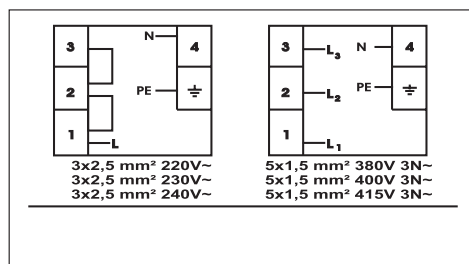 3 N 4 3 L3 N 4
2 PE 2 L2 PE
1 L 1 L1
3x2,5 mm² 220V~ 5x1,5 mm² 380V 3N~
3x2,5 mm² 230V~ 5x1,5 mm² 400V 3N~
3x2,5 mm² 240V~ 5x1,5 mm² 415V 3N~